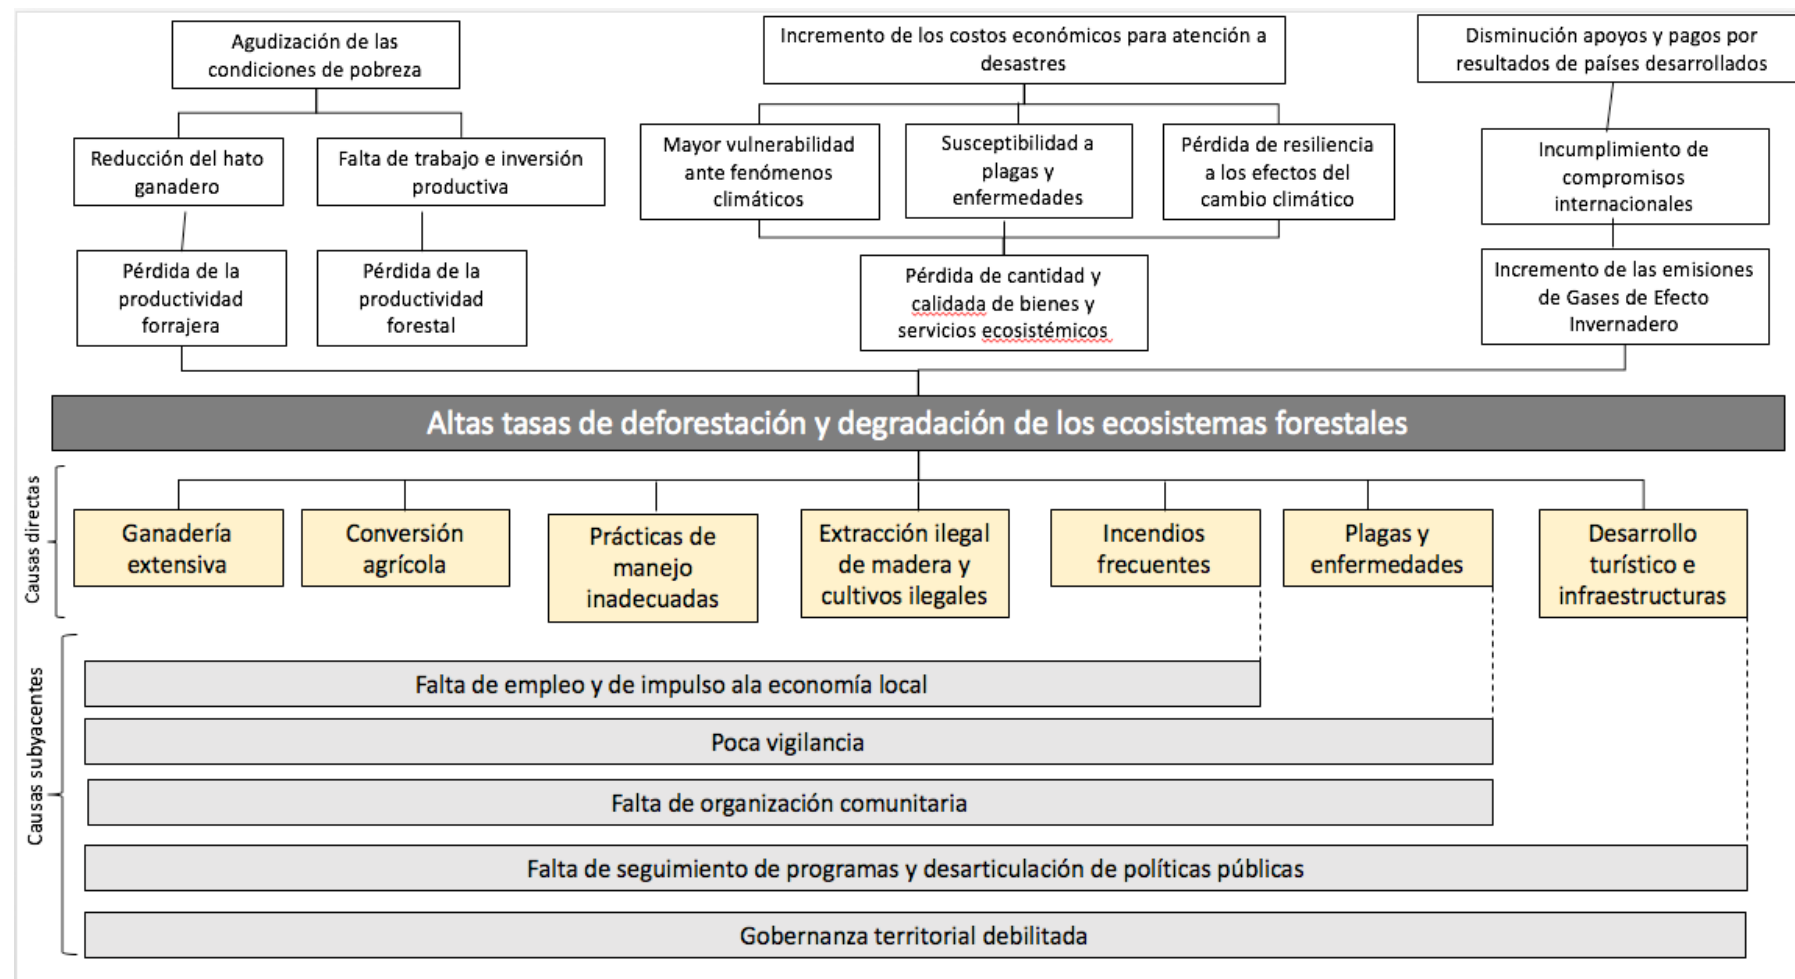 Agudización de las
condiciones de pobreza
Incremento de los costos económicos para atención a
desastres
Disminución apoyos y pagos por
resultados de países desarrollados
Reducción del hato
ganadero
Falta de trabajo e inversión
productiva
Mayor vulnerabilidad
ante fenómenos
climáticos
Susceptibilidad a
plagas y
enfermedades
Pérdida de resiliencia
a los efectos del
cambio climático
Incumplimiento de
compromisos
internacionales
Pérdida de la
productividad
forrajera
Pérdida de la
productividad
forestal
Pérdida de cantidad y
calidada de bienes y
servicios ecosistémicos
Incremento de las emisiones
de Gases de Efecto
Invernadero
Altas tasas de deforestación y degradación de los ecosistemas forestales
Causas directas
Ganadería
extensiva
Conversión
agrícola
Prácticas de
manejo
inadecuadas
Extracción ilegal
de madera y
cultivos ilegales
Incendios
frecuentes
Plagas y
enfermedades
Desarrollo
turístico e
infraestructuras
Causas subyacentes
Falta de empleo y de impulso ala economía local
Poca vigilancia
Falta de organización comunitaria
Falta de seguimiento de programas y desarticulación de políticas públicas
Gobernanza territorial debilitada